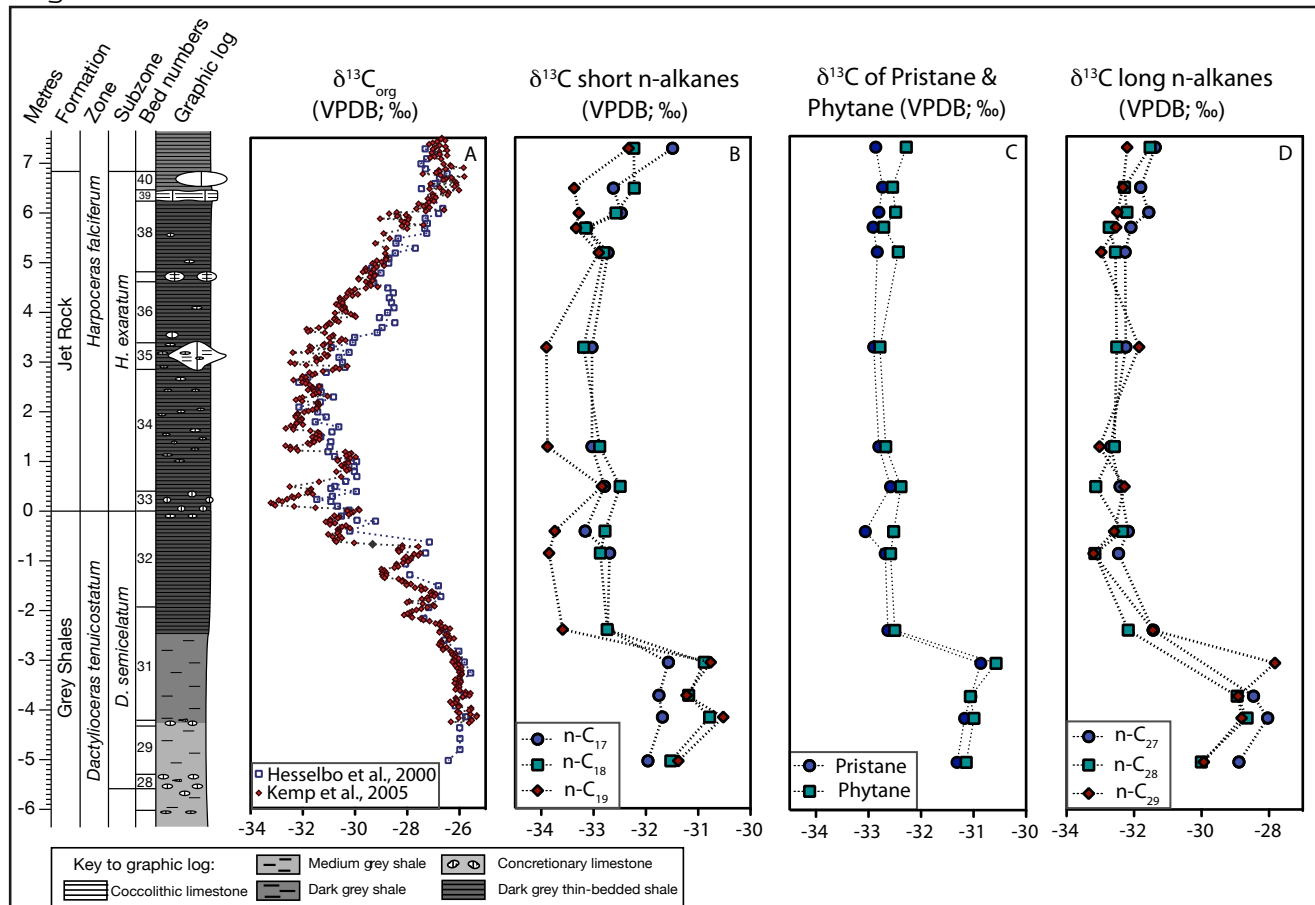 Metres
Formation
Zone
Subzone
Bed numbers
Graphic log
δ¹³Corg
(VPDB; ‰)
δ¹³C short n-alkanes
(VPDB; ‰)
δ¹³C of Pristane &
Phytane (VPDB; ‰)
δ¹³C long n-alkanes
(VPDB; ‰)
A
B
C
D
7
6
5
4
3
2
1
0
-1
-2
-3
-4
-5
-6
Jet Rock
Grey Shales
Harpoceras falciferum
Dactylioceras tenuicostatum
H. exaratum
D. semicelatum
40
39
38
36
35
34
33
32
31
29
28
Hesselbo et al., 2000
Kemp et al., 2005
n-C₁₇
n-C₁₈
n-C₁₉
Pristane
Phytane
n-C₂₇
n-C₂₈
n-C₂₉
-34 -32 -30 -28 -26 -25
-34 -33 -32 -31 -30
-34 -33 -32 -31 -30
-34 -32 -30 -28
Key to graphic log:
Coccolithic limestone
Medium grey shale
Dark grey shale
Concretionary limestone
Dark grey thin-bedded shale